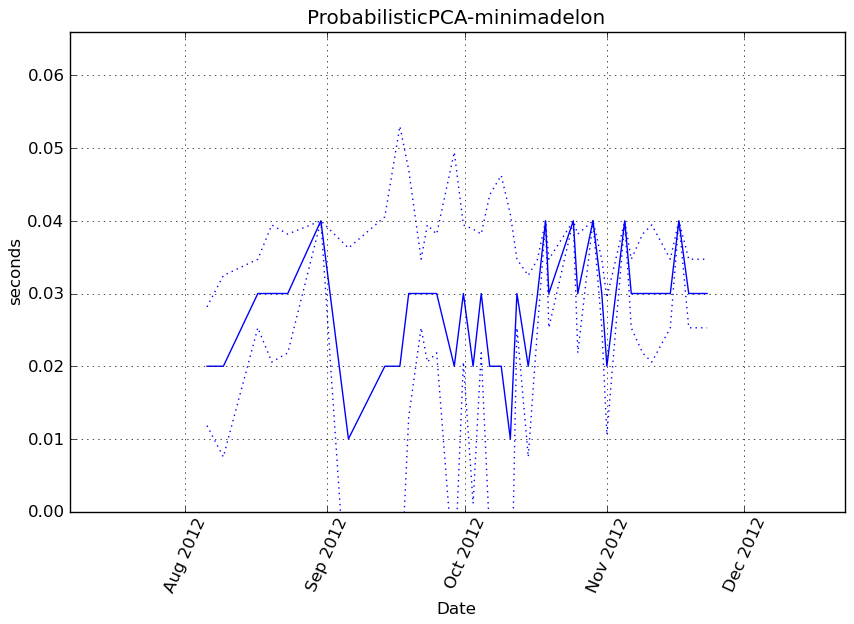 ProbabilisticPCA-minimadelon
0.06
0.05
0.04
0.03
0.02
0.01
0.00
seconds
Aug 2012
Sep 2012
Oct 2012
Nov 2012
Dec 2012
Date